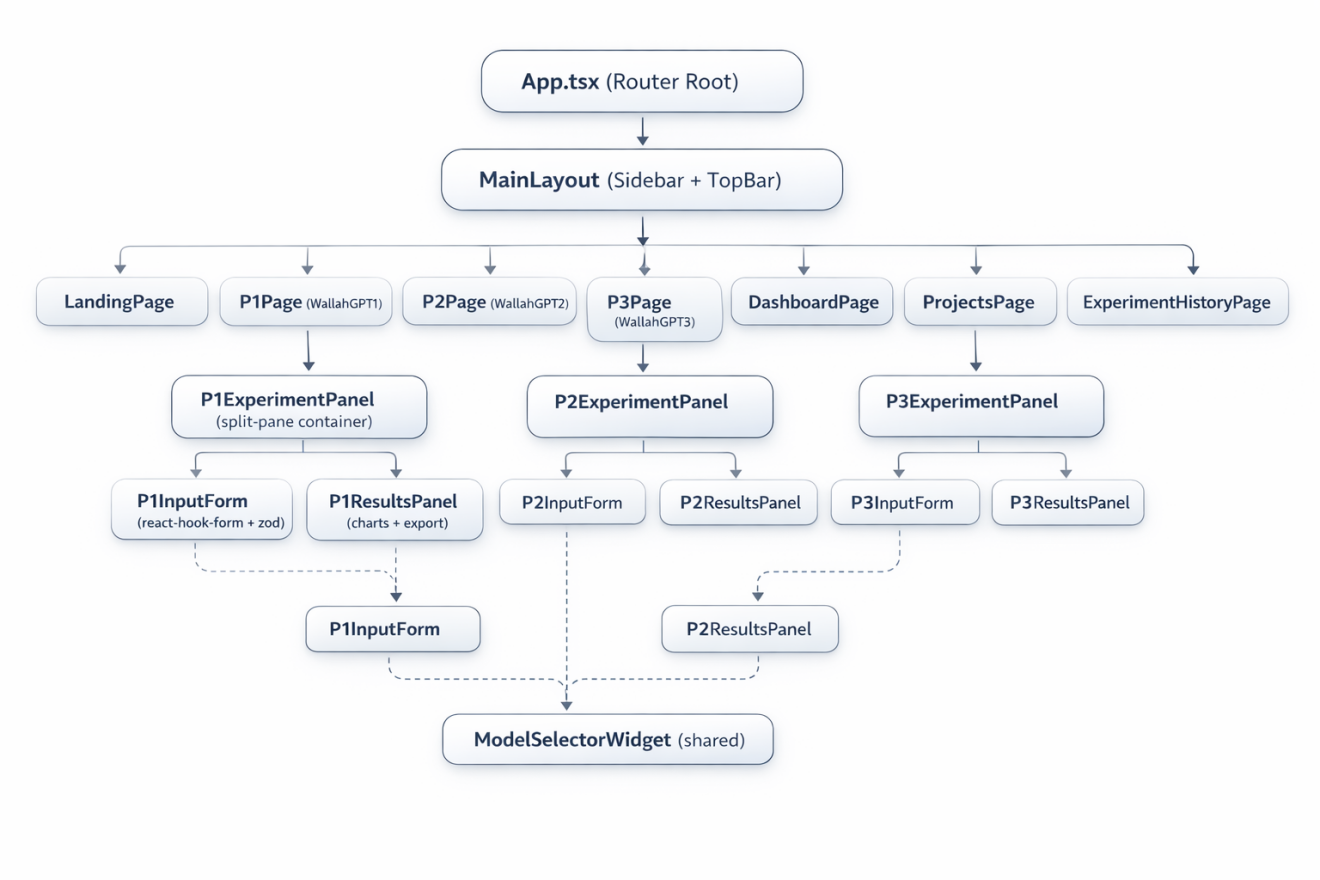 App.tsx (Router Root)
MainLayout (Sidebar + TopBar)
LandingPage
P1Page (WallahGPT1)
P2Page (WallahGPT2)
P3Page
(WallahGPT3)
DashboardPage
ProjectsPage
ExperimentHistoryPage
P1ExperimentPanel
(split-pane container)
P2ExperimentPanel
P3ExperimentPanel
P1InputForm
(react-hook-form + zod)
P1ResultsPanel
(charts + export)
P2InputForm
P2ResultsPanel
P3InputForm
P3ResultsPanel
P1InputForm
P2ResultsPanel
ModelSelectorWidget (shared)